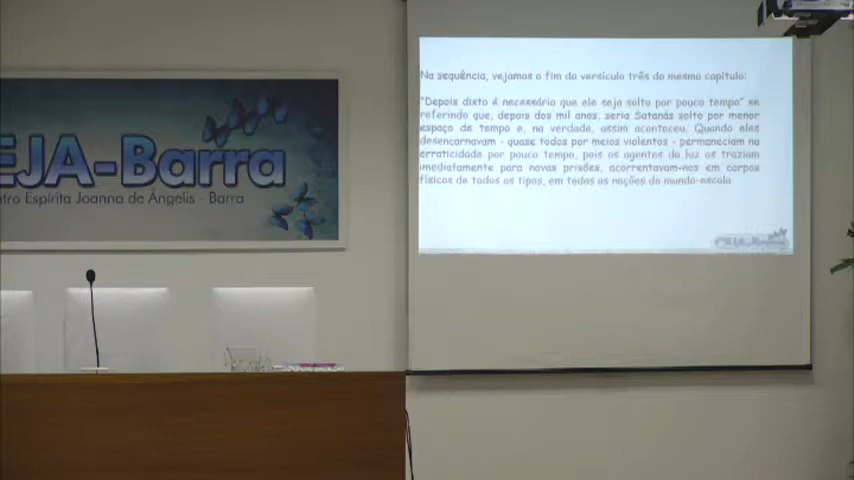 EJA-Barra
ntro Espírita Joanna de Ângelis - Barra
Na sequência, vejamos o fim do versículo três do mesmo capítulo:
"Depois disto é necessário que ele seja solto por pouco tempo" se
referindo que, depois dos mil anos, seria Satanás solto por menor
espaço de tempo e, na verdade, assim aconteceu. Quando eles
desencarnavam - quase todos por meios violentos - permaneciam na
erraticidade por pouco tempo, pois os agentes da luz os traziam
imediatamente para novas prisões, acorrentavam-nos em corpos
físicos de todos os tipos, em todas as nações do mundo-escola
CEJA-Barra